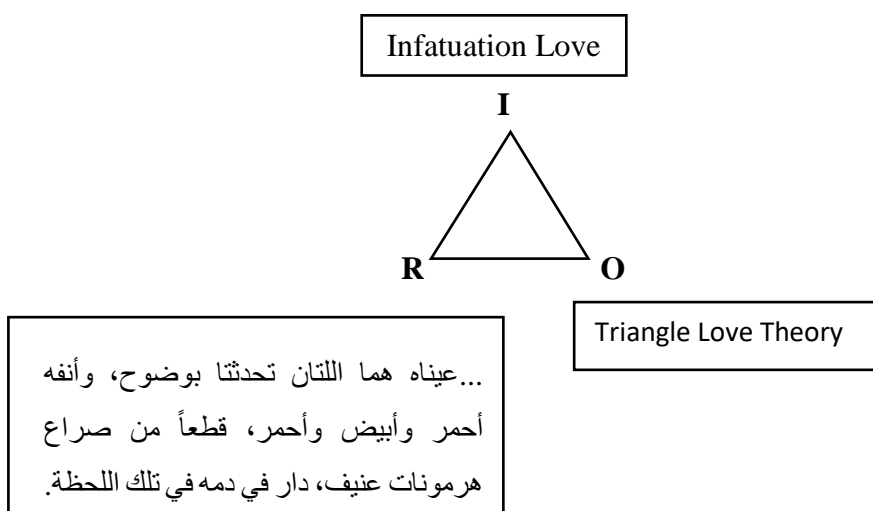 Infatuation Love
I
R
O
Triangle Love Theory
...عيناه هما اللتان تحدثتا بوضوح، وأنفه
أحمر وأبيض وأحمر، قطعاً من صراع
هرمونات عنيف، دار في دمه في تلك اللحظة.